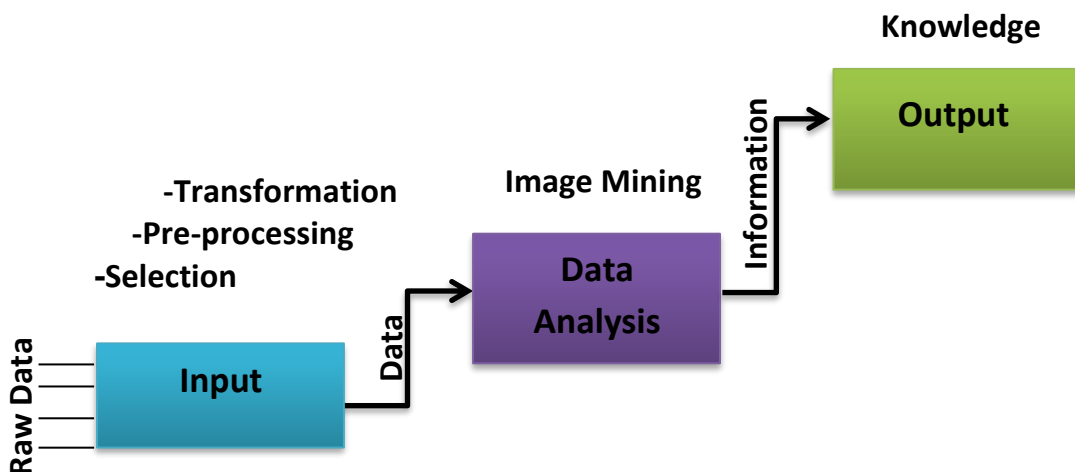 Knowledge
Output
Information
Image Mining
Data
Analysis
-Transformation
-Pre-processing
-Selection
Data
Input
Raw Data